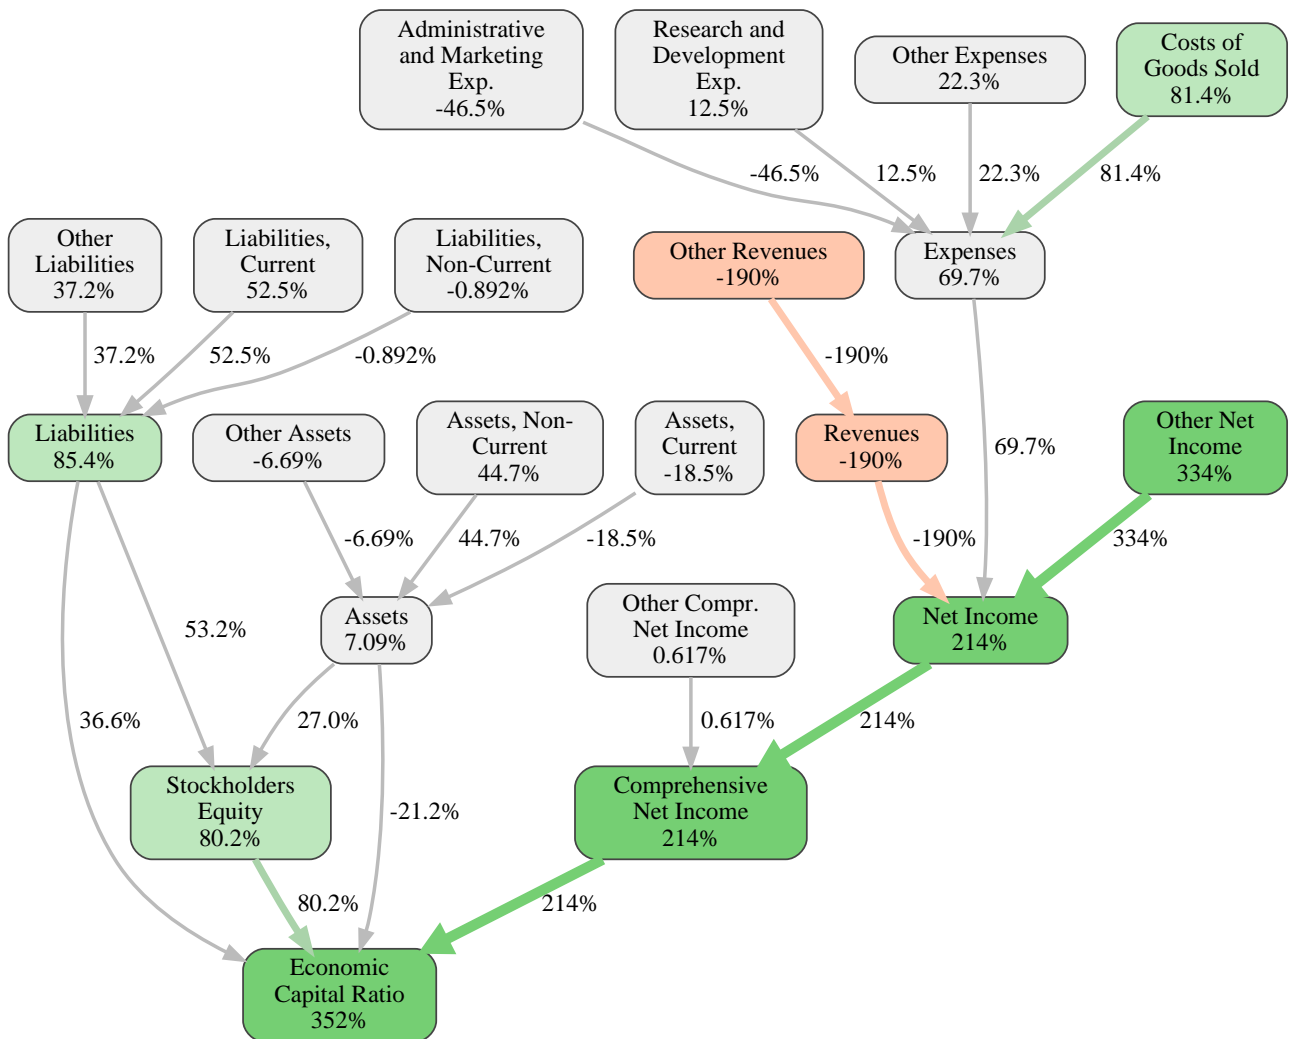 Administrative
and Marketing
Exp.
-46.5%
Research and
Development
Exp.
12.5%
Other Expenses
22.3%
Costs of
Goods Sold
81.4%
-46.5%
12.5%
22.3%
81.4%
Other
Liabilities
37.2%
Liabilities,
Current
52.5%
Liabilities,
Non-Current
-0.892%
Other Revenues
-190%
Expenses
69.7%
37.2%
52.5%
-0.892%
-190%
Liabilities
85.4%
Other Assets
-6.69%
Assets, Non-
Current
44.7%
Assets,
Current
-18.5%
Revenues
-190%
69.7%
Other Net
Income
334%
-6.69%
44.7%
-18.5%
-190%
334%
53.2%
Assets
7.09%
Other Compr.
Net Income
0.617%
Net Income
214%
36.6%
27.0%
0.617%
214%
Stockholders
Equity
80.2%
-21.2%
Comprehensive
Net Income
214%
80.2%
214%
Economic
Capital Ratio
352%